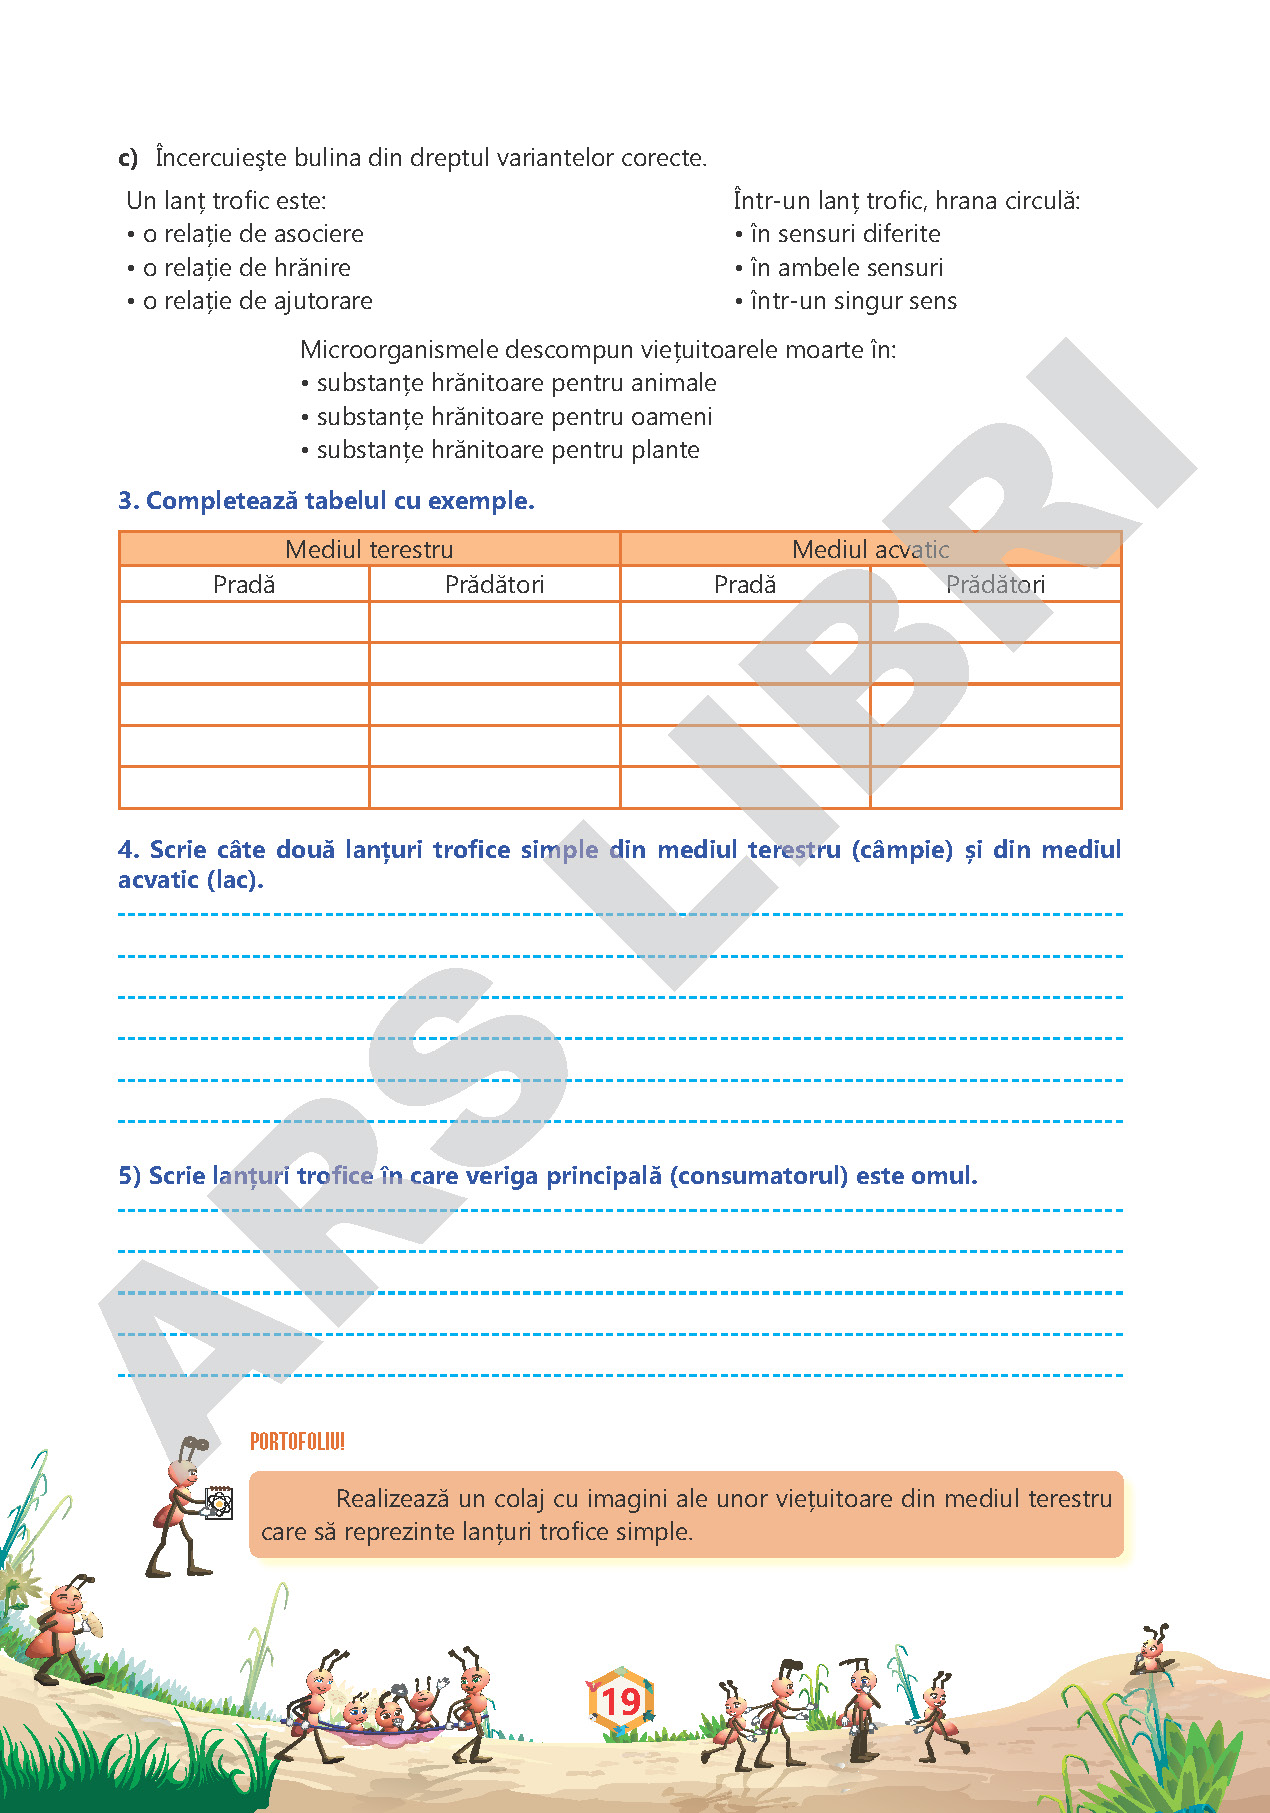 c) Încercuieşte bulina din dreptul variantelor corecte.
Un lanț trofic este:
• o relație de asociere
• o relație de hrănire
• o relație de ajutorare
Într-un lanț trofic, hrana circulă:
• în sensuri diferite
• în ambele sensuri
• într-un singur sens
Microorganismele descompun viețuitoarele moarte în:
• substanțe hrănitoare pentru animale
• substanțe hrănitoare pentru oameni
• substanțe hrănitoare pentru plante
3. Completează tabelul cu exemple.
Mediul terestru Mediul acvatic
Pradă Prădători Pradă Prădători
4. Scrie câte două lanțuri trofice simple din mediul terestru (câmpie) și din mediul
acvatic (lac).
5) Scrie lanțuri trofice în care veriga principală (consumatorul) este omul.
PORTOFOLIU!
Realizează un colaj cu imagini ale unor viețuitoare din mediul terestru
care să reprezinte lanțuri trofice simple.
19
ARS LIBRI